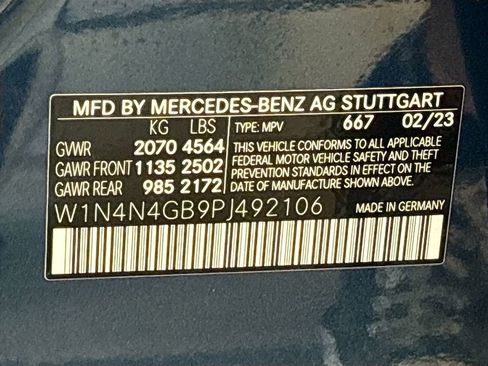 MFD BY MERCEDES-BENZ AG STUTTGART
KG LBS TYPE: MPV 667 02/23
GVWR 2070 4564 THIS VEHICLE CONFORMS TO ALL APPLICABLE
GAWR FRONT 1135 2502 FEDERAL MOTOR VEHICLE SAFETY AND THEFT
PREVENTION STANDARDS IN EFFECT ON THE DATE
GAWR REAR 985 2172 OF MANUFACTURE SHOWN ABOVE.
W1N4N4GB9PJ492106 MADE IN GERMANY